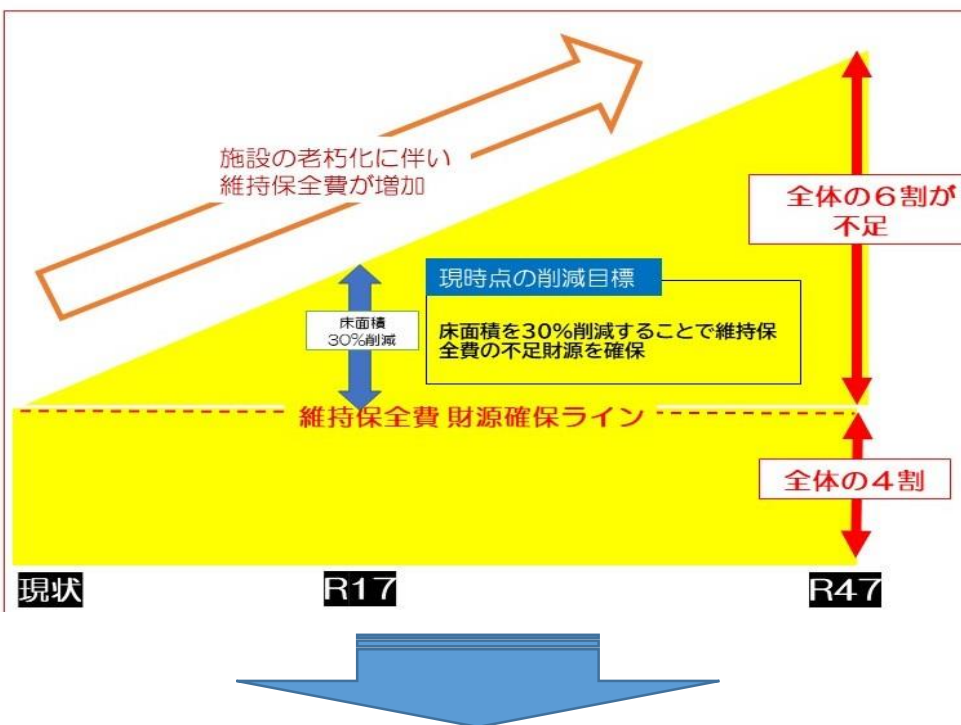 施設の老朽化に伴い
維持保全費が増加
全体の6割が
不足
現時点の削減目標
床面積
30%削減
床面積を30%削減することで維持保
全費の不足財源を確保
維持保全費 財源確保ライン
全体の4割
現状
R17
R47